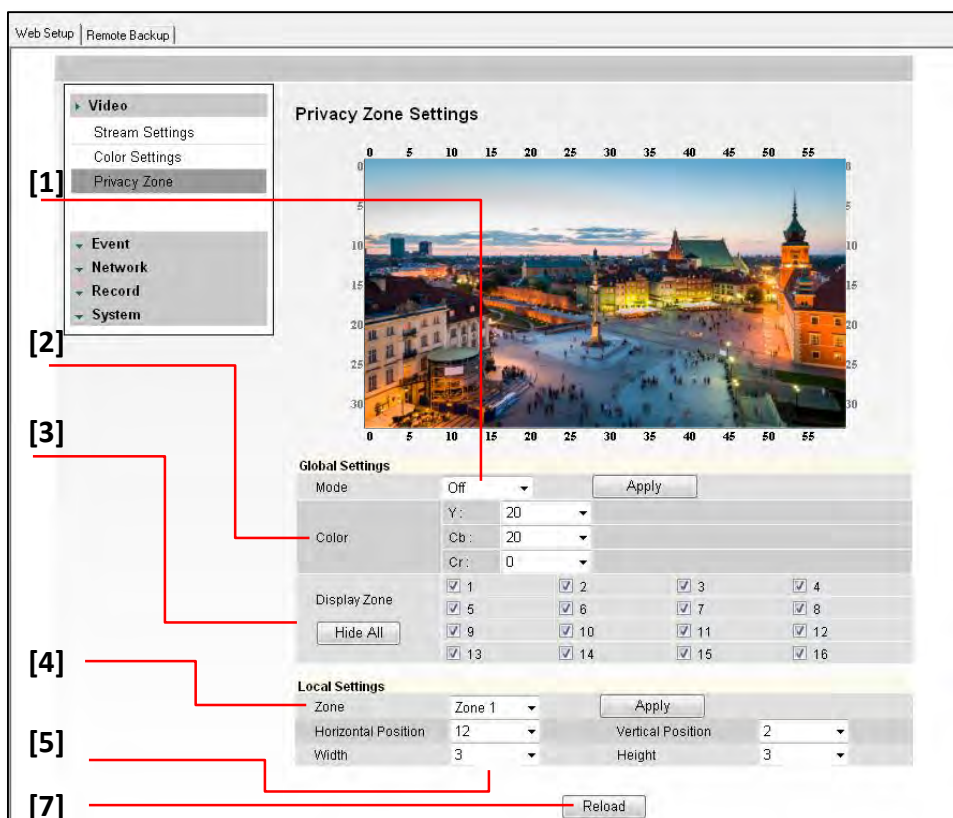 Web Setup Remote Backup
Video
Stream Settings
Color Settings
Privacy Zone
Event
Network
Record
System
Privacy Zone Settings
0 5 10 15 20 25 30 35 40 45 50 55
0 0
5 5
10 10
15 15
20 20
25 25
30 30
0 5 10 15 20 25 30 35 40 45 50 55
[1]
[2]
[3]
Global Settings
Mode Off Apply
Color
Y : 20
Cb : 20
Cr : 0
Display Zone
Hide All
1 2 3 4
5 6 7 8
9 10 11 12
13 14 15 16
[4]
Local Settings
Zone Zone 1 Apply
Horizontal Position 12 Vertical Position 2
Width 3 Height 3
[5]
[7]
Reload